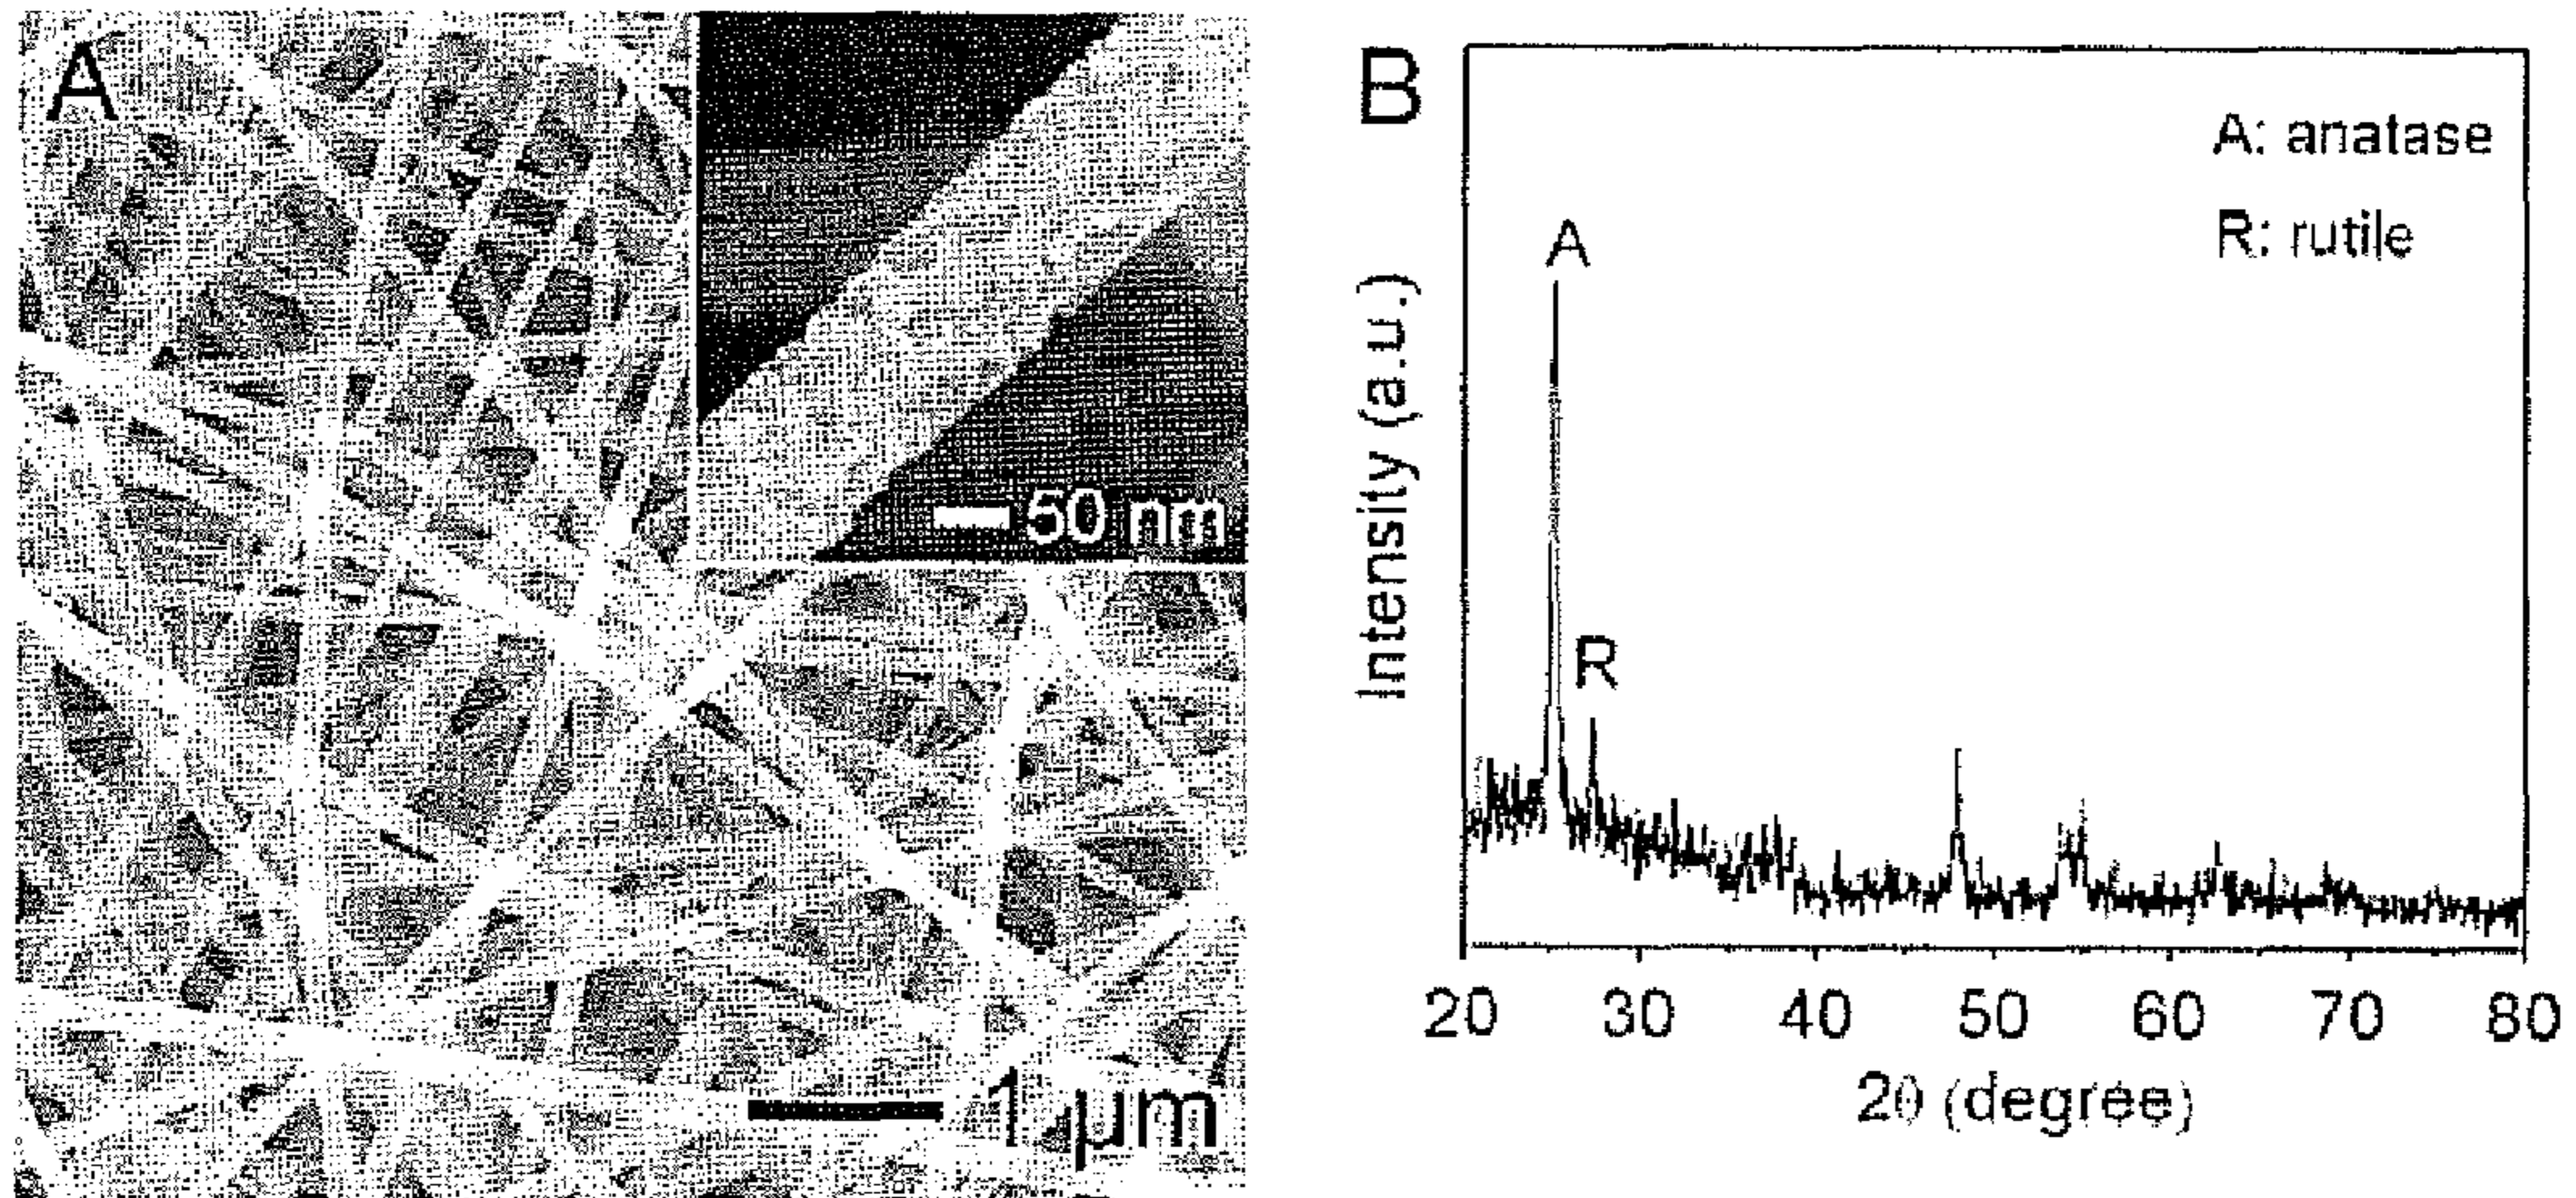 A
50 nm
1 µm
B
A: anatase
R: rutile
A
R
Intensity (a.u.)
20 30 40 50 60 70 80
2θ (degree)